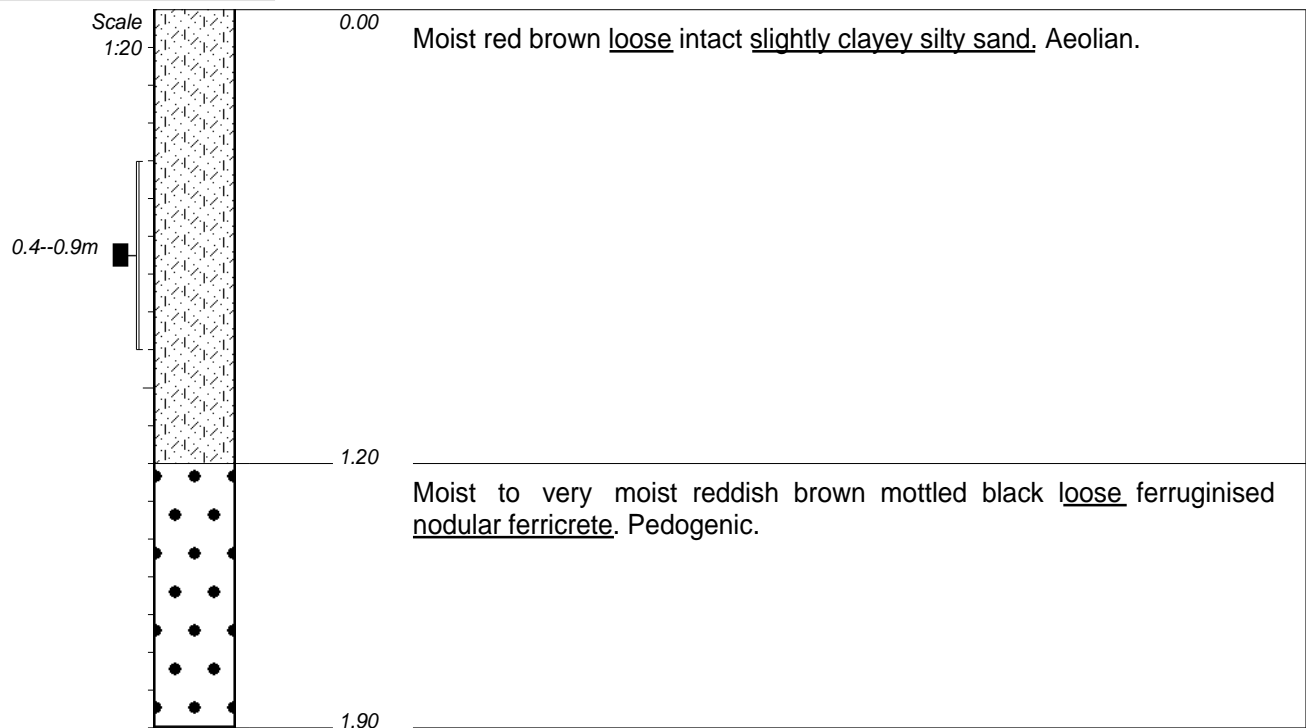 Scale
1:20
0.00
Moist red brown loose intact slightly clayey silty sand. Aeolian.
0.4--0.9m
1.20
Moist to very moist reddish brown mottled black loose ferruginised
nodular ferricrete. Pedogenic.
1.90